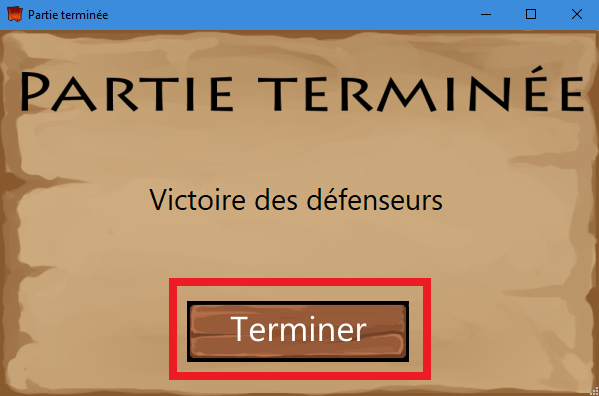 Partie terminée
PARTIE TERMINÉE
Victoire des défenseurs
Terminer